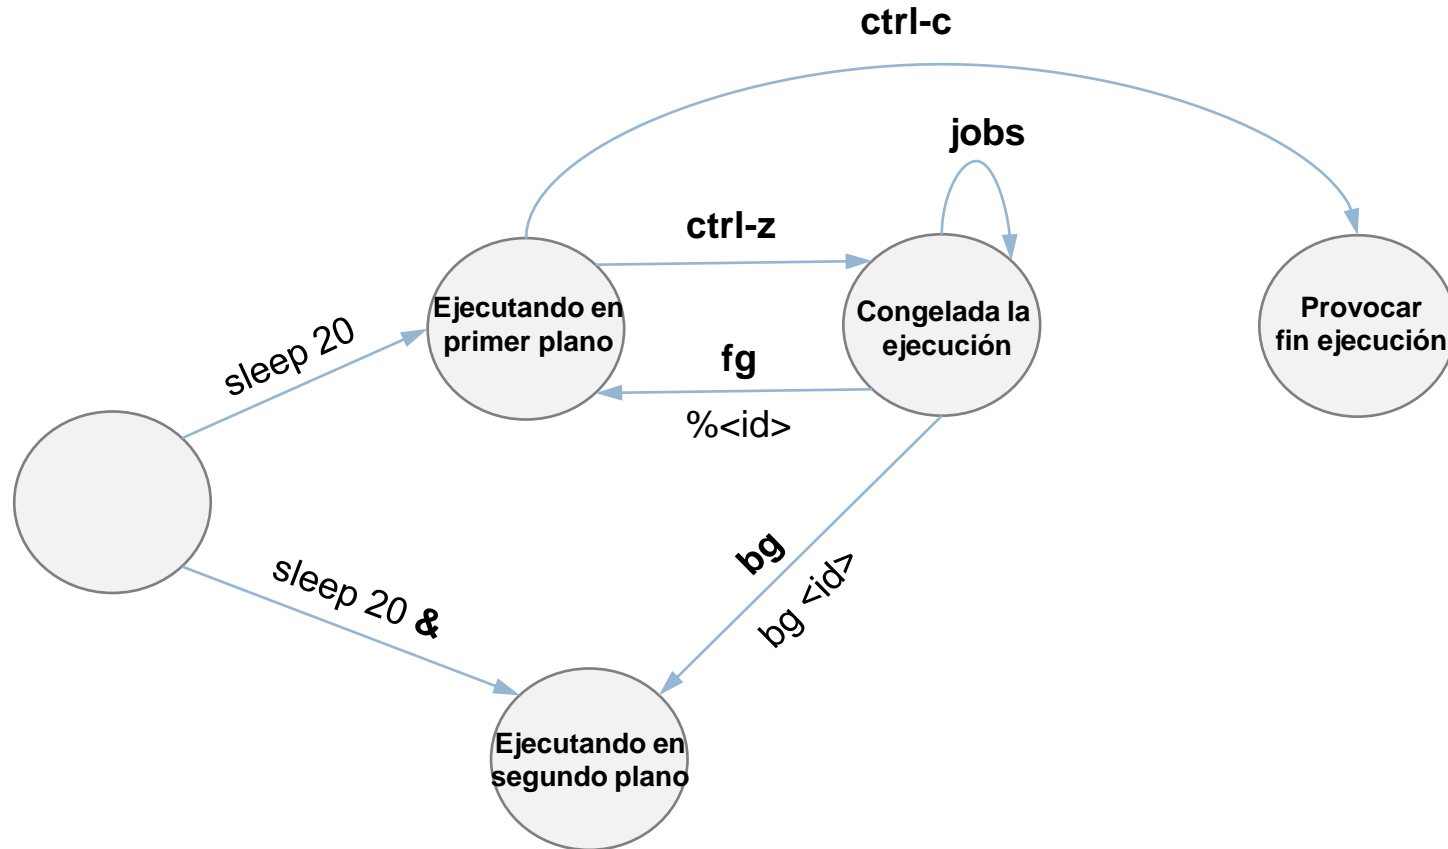 ctrl-c
jobs
ctrl-z
Ejecutando en
primer plano
Congelada la
ejecución
Provocar
fin ejecución
sleep 20
fg
%<id>
bg
bg <id>
sleep 20 &
Ejecutando en
segundo plano